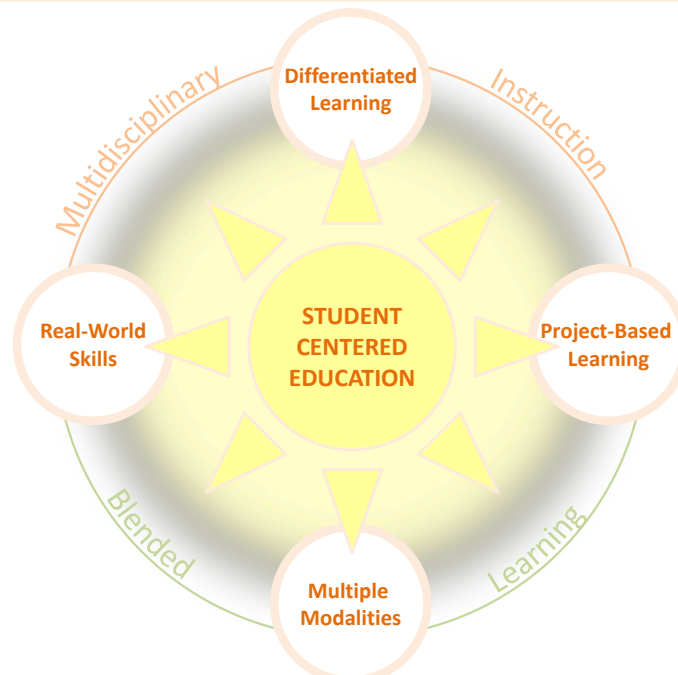 Differentiated
Learning
Multidisciplinary
Instruction
Real-World
Skills
STUDENT
CENTERED
EDUCATION
Project-Based
Learning
Blended
Learning
Multiple
Modalities